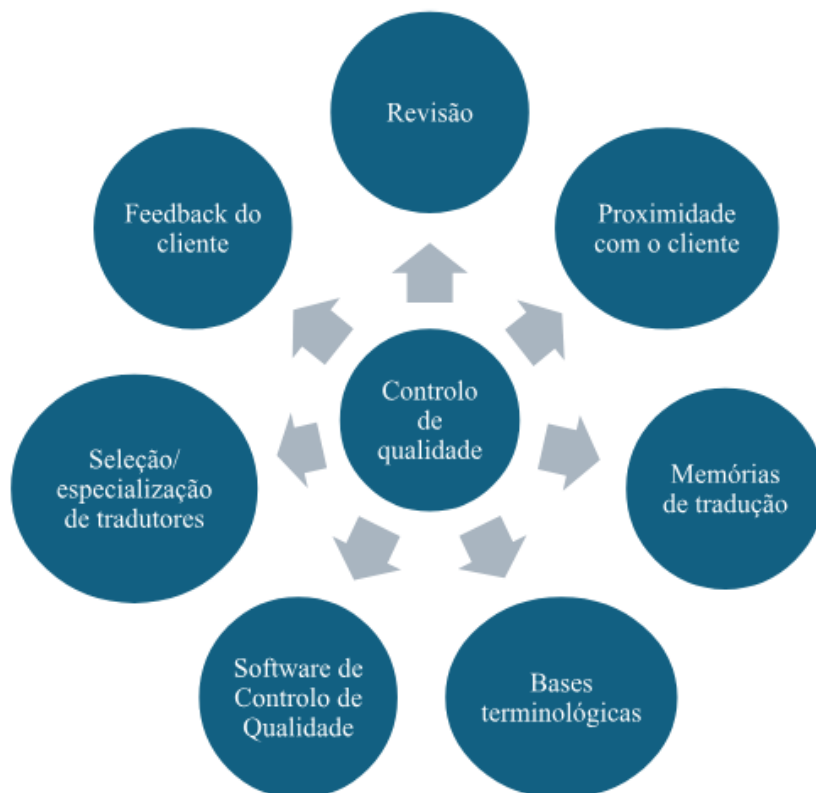 Revisão
Feedback do
cliente
Proximidade
com o cliente
Controlo
de
qualidade
Seleção/
especialização
de tradutores
Memórias
de tradução
Software de
Controlo de
Qualidade
Bases
terminológicas